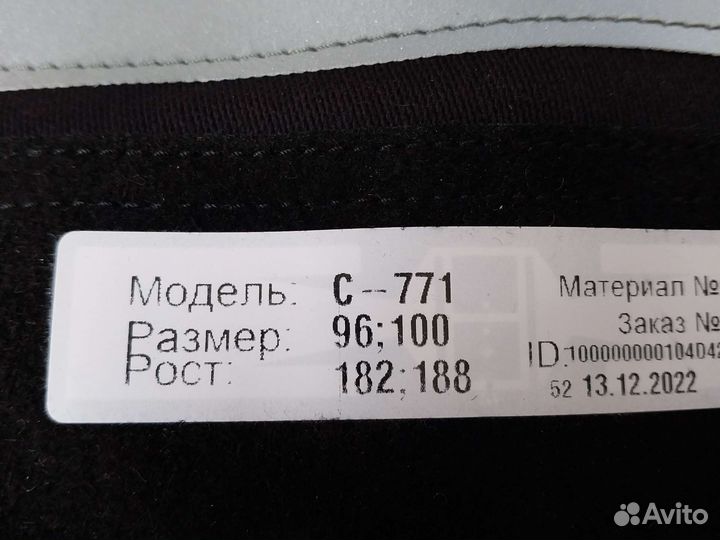 Модель: С-771
Размер: 96;100
Рост: 182;188
Материал №
Заказ №
ID:100000000104042
52 13.12.2022
Avito